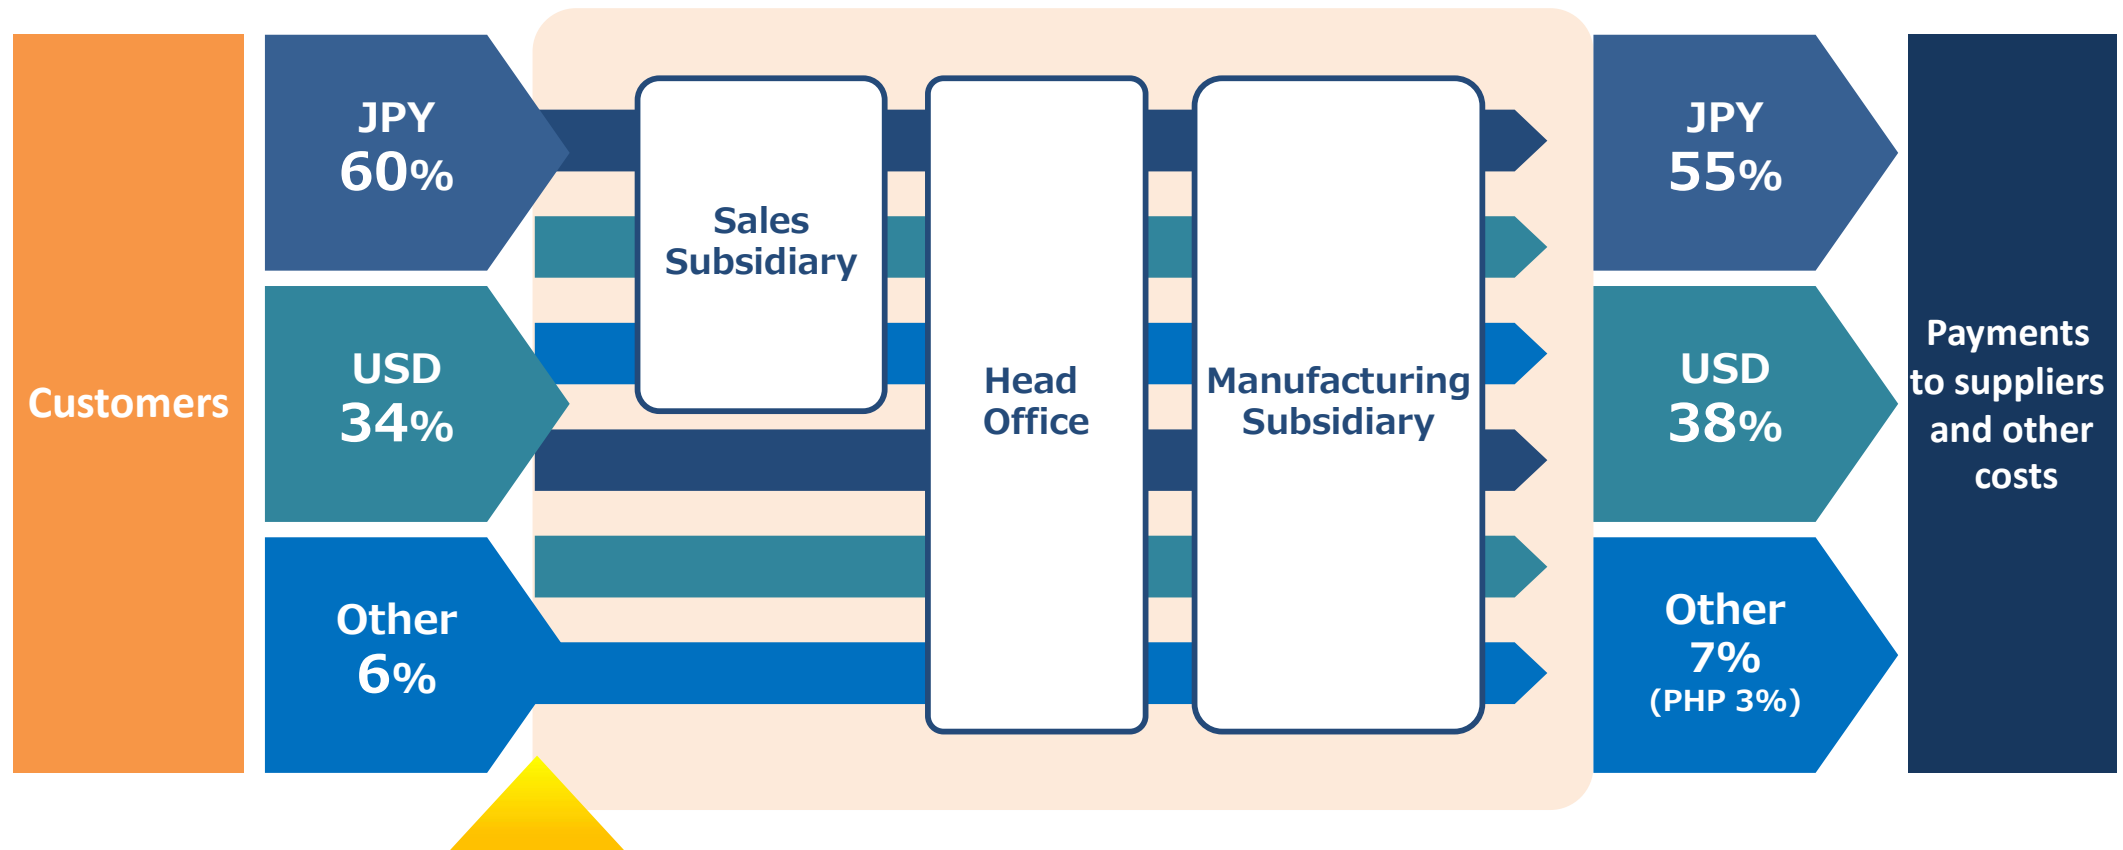 Customers
JPY
60%
USD
34%
Other
6%
Sales
Subsidiary
Head
Office
Manufacturing
Subsidiary
JPY
55%
USD
38%
Other
7%
(PHP 3%)
Payments
to suppliers
and other
costs